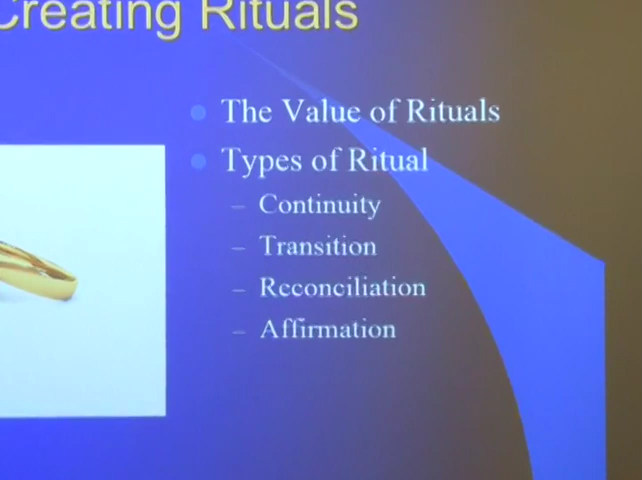 Creating Rituals
The Value of Rituals
Types of Ritual
– Continuity
– Transition
– Reconciliation
– Affirmation